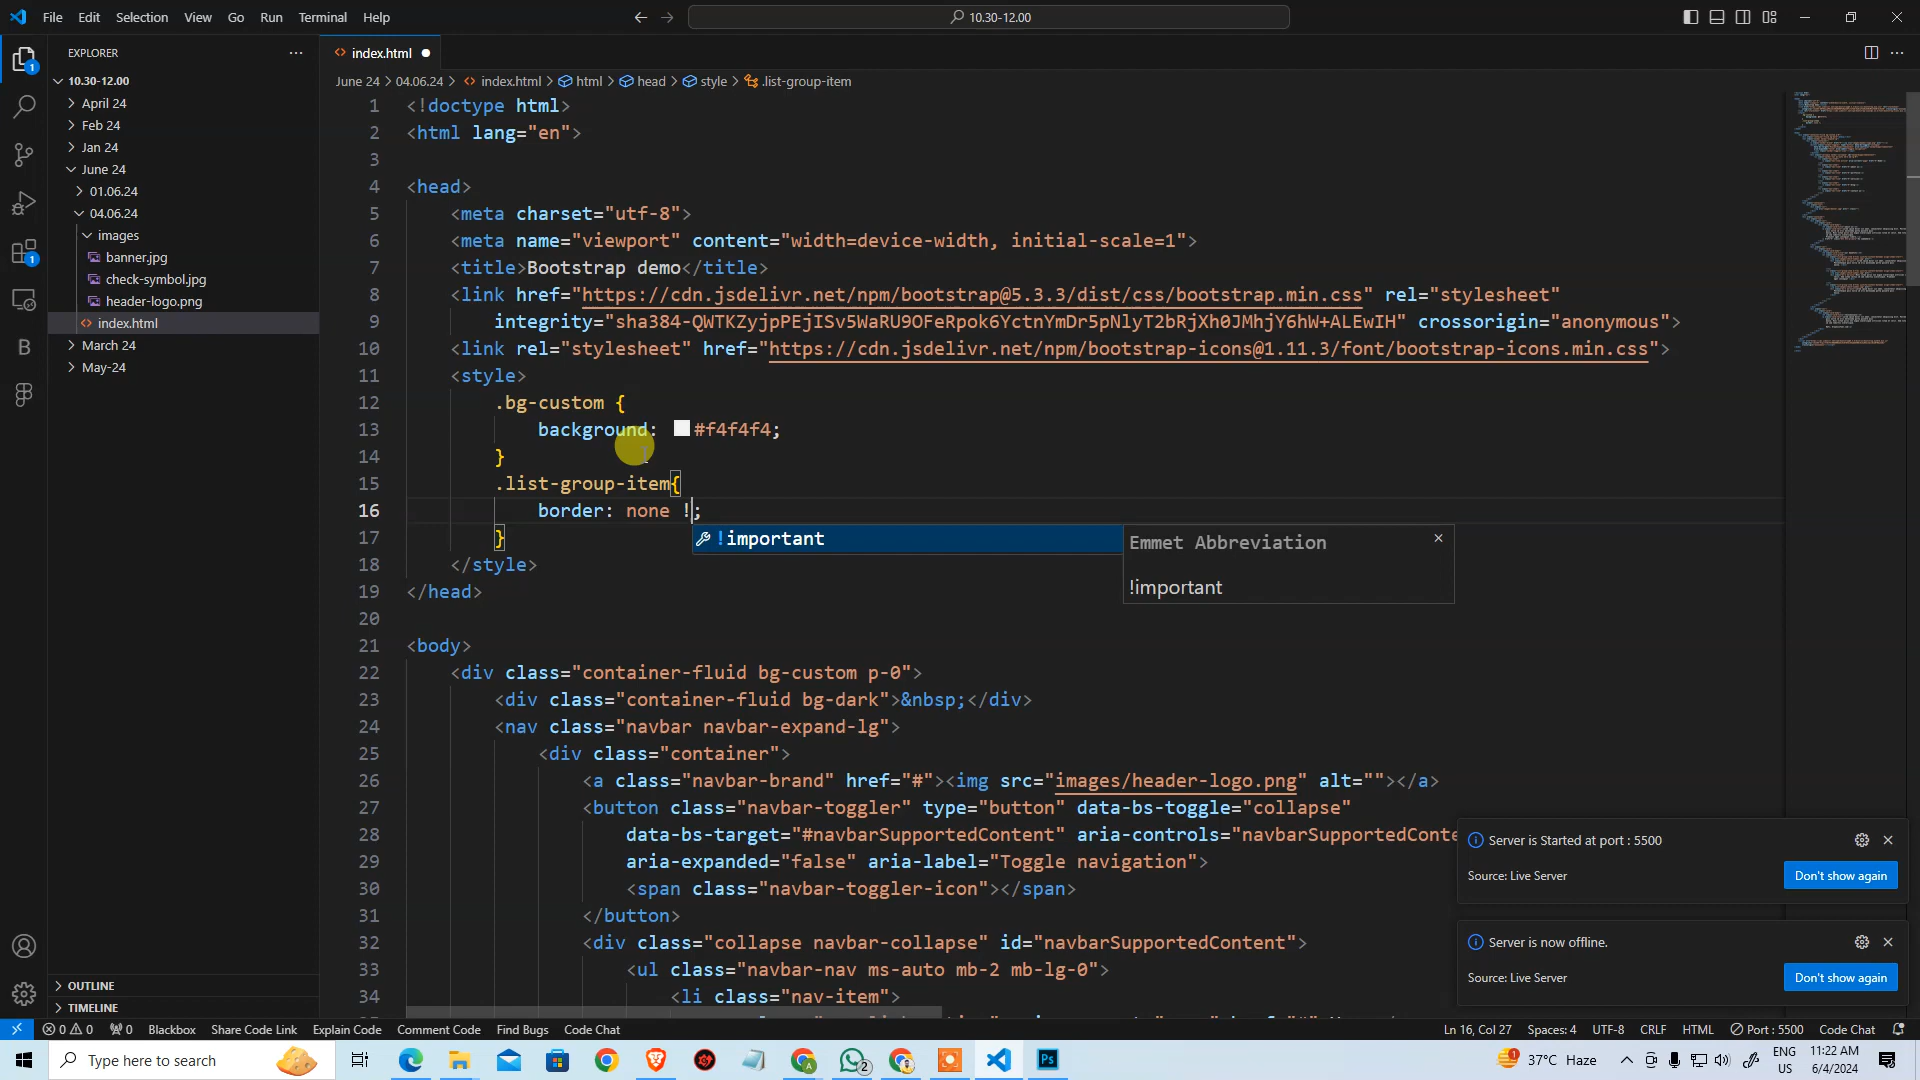 File Edit Selection View Go Run Terminal Help
10.30-12.00
EXPLORER
index.html
10.30-12.00
April 24
Feb 24
Jan 24
June 24
01.06.24
04.06.24
images
banner.jpg
check-symbol.jpg
header-logo.png
index.html
March 24
May-24
OUTLINE
TIMELINE
June 24 > 04.06.24 > index.html > html > head > style > .list-group-item
1 <!doctype html>
2 <html lang="en">
3
4 <head>
5 <meta charset="utf-8">
6 <meta name="viewport" content="width=device-width, initial-scale=1">
7 <title>Bootstrap demo</title>
8 <link href="https://cdn.jsdelivr.net/npm/bootstrap@5.3.3/dist/css/bootstrap.min.css" rel="stylesheet"
9 integrity="sha384-QWTKZyjpPEjISv5WaRU9OFeRpok6YctnYmDr5pNlyT2bRjXh0JMhjY6hW+ALEwIH" crossorigin="anonymous">
10 <link rel="stylesheet" href="https://cdn.jsdelivr.net/npm/bootstrap-icons@1.11.3/font/bootstrap-icons.min.css">
11 <style>
12 .bg-custom {
13 background: #f4f4f4;
14 }
15 .list-group-item{
16 border: none !;
17 }
!important
Emmet Abbreviation
!important
18 </style>
19 </head>
20
21 <body>
22 <div class="container-fluid bg-custom p-0">
23 <div class="container-fluid bg-dark">&nbsp;</div>
24 <nav class="navbar navbar-expand-lg">
25 <div class="container">
26 <a class="navbar-brand" href="#"><img src="images/header-logo.png" alt=""></a>
27 <button class="navbar-toggler" type="button" data-bs-toggle="collapse"
28 data-bs-target="#navbarSupportedContent" aria-controls="navbarSupportedConte
29 aria-expanded="false" aria-label="Toggle navigation">
30 <span class="navbar-toggler-icon"></span>
31 </button>
32 <div class="collapse navbar-collapse" id="navbarSupportedContent">
33 <ul class="navbar-nav ms-auto mb-2 mb-lg-0">
34 <li class="nav-item">
Server is Started at port : 5500
Source: Live Server
Don't show again
Server is now offline.
Source: Live Server
Don't show again
0 0 0 Blackbox Share Code Link Explain Code Comment Code Find Bugs Code Chat Ln 16, Col 27 Spaces: 4 UTF-8 CRLF HTML Port : 5500 Code Chat
Type here to search
37°C Haze
ENG
US
11:22 AM
6/4/2024